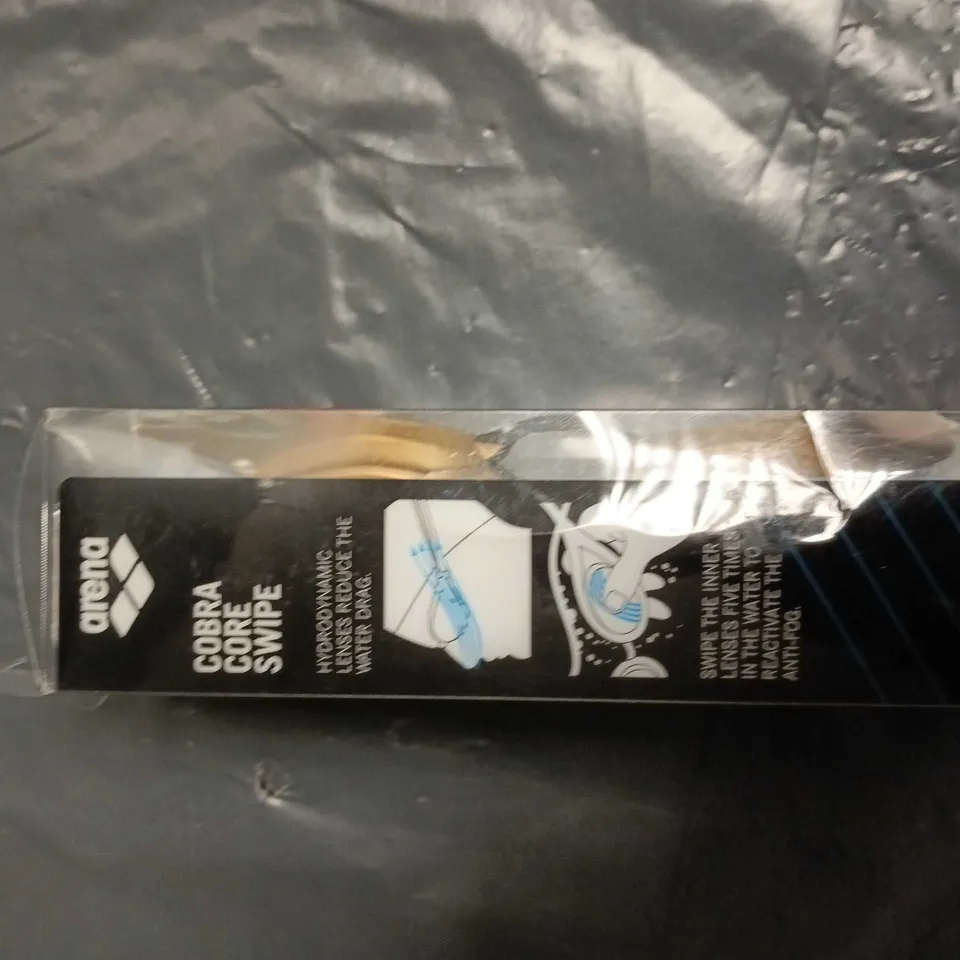 arena
COBRA
CORE
SWIPE
HYDRODYNAMIC
LENSES REDUCE THE
WATER DRAG.
SWIPE THE INNER
LENSES FIVE TIMES
IN THE WATER TO
REACTIVATE THE
ANTI-FOG.